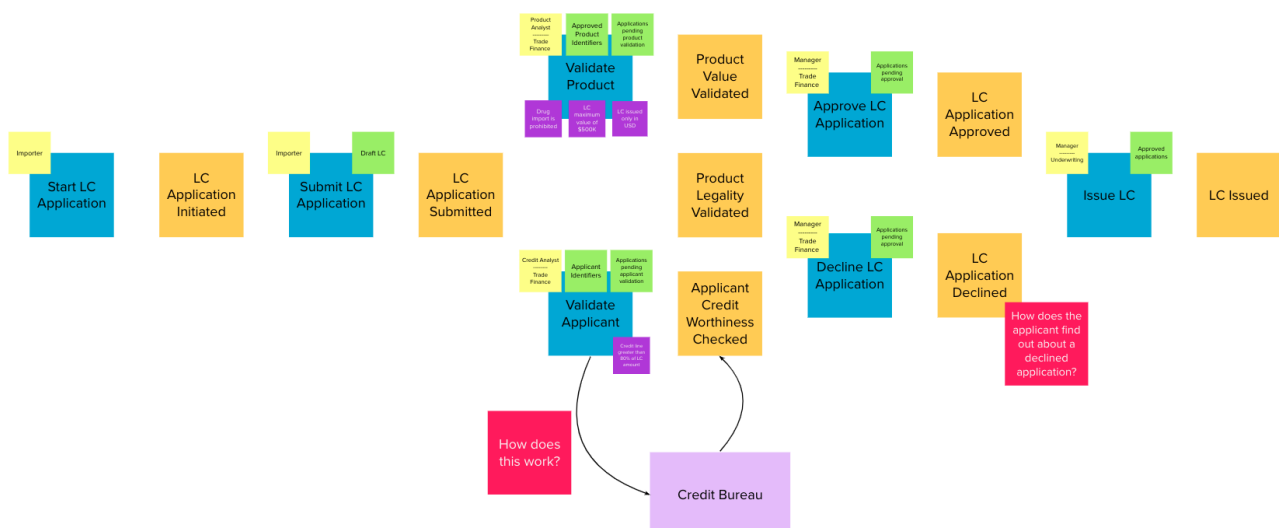 Importer
Start LC
Application
LC
Application
Initiated
Importer
Draft LC
Submit LC
Application
LC
Application
Submitted
Product
Analyst
--------
Trade
Finance
Approved
Product
Identifiers
Applications
pending
product
validation
Validate
Product
Drug
import is
prohibited
LC
maximum
value of
$500K
LC issued
only in
USD
Product
Value
Validated
Product
Legality
Validated
Credit Analyst
--------
Trade
Finance
Applicant
Identifiers
Applications
pending
applicant
validation
Validate
Applicant
Credit line
greater than
80% of LC
amount
Applicant
Credit
Worthiness
Checked
How does
this work?
Credit Bureau
Manager
---------
Trade
Finance
Applications
pending
approval
Approve LC
Application
LC
Application
Approved
Manager
---------
Trade
Finance
Applications
pending
approval
Decline LC
Application
LC
Application
Declined
How does the
applicant find
out about a
declined
application?
Manager
---------
Underwriting
Approved
applications
Issue LC
LC Issued